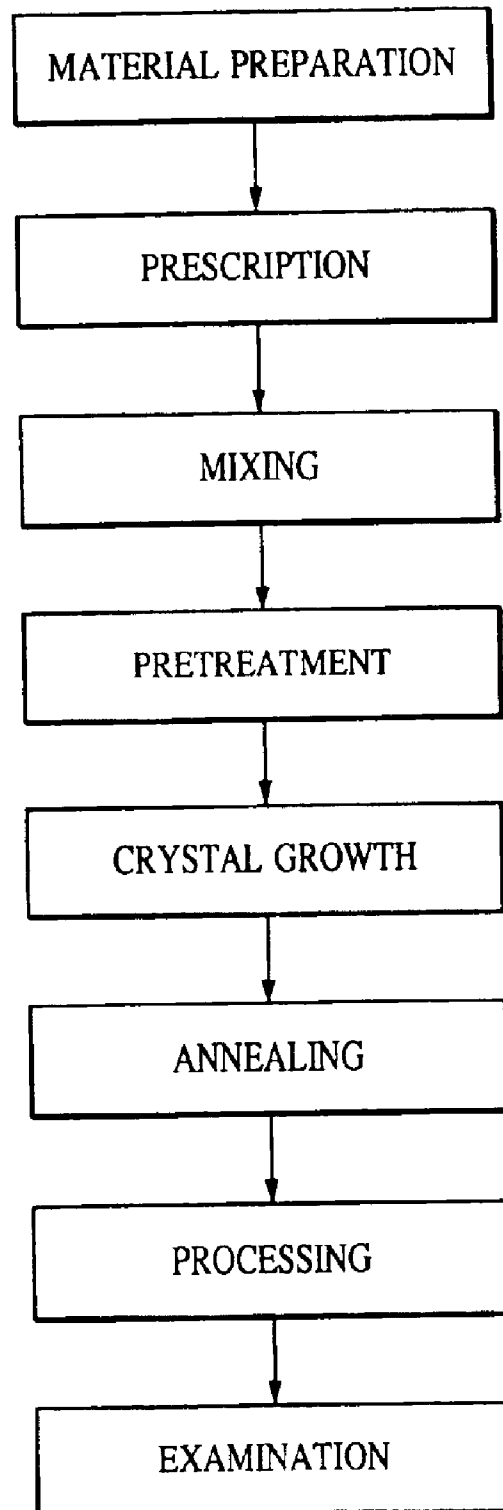 MATERIAL PREPARATION
PRESCRIPTION
MIXING
PRETREATMENT
CRYSTAL GROWTH
ANNEALING
PROCESSING
EXAMINATION